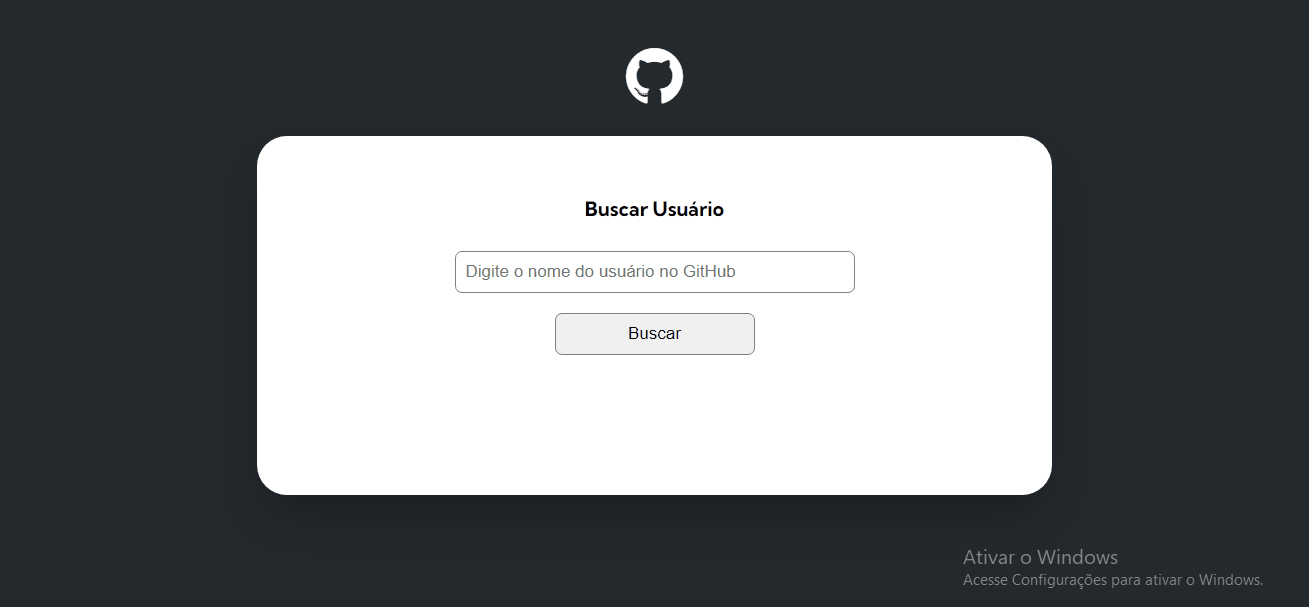 Buscar Usuário
Digite o nome do usuário no GitHub
Buscar
Ativar o Windows
Acesse Configurações para ativar o Windows.